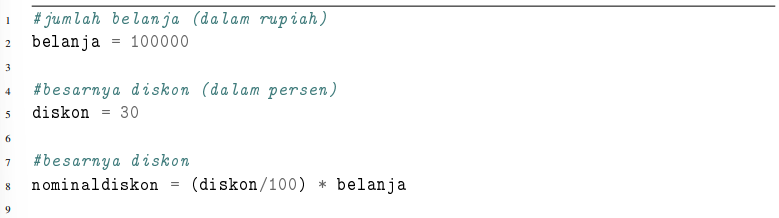 1 #jumlah belanja (dalam rupiah)
2 belanja = 100000
3
4 #besarnya diskon (dalam persen)
5 diskon = 30
6
7 #besarnya diskon
8 nominaldiskon = (diskon/100) * belanja
9